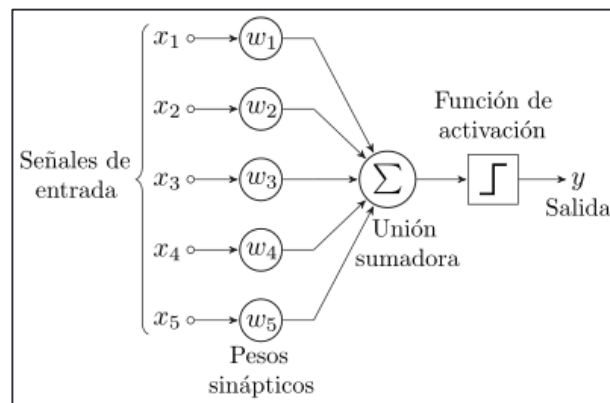 x₁ w₁
x₂ w₂
Función de
activación
Señales de
entrada
x₃ w₃ ∑ y
Salida
Unión
sumadora
x₄ w₄
x₅ w₅
Pesos
sinápticos